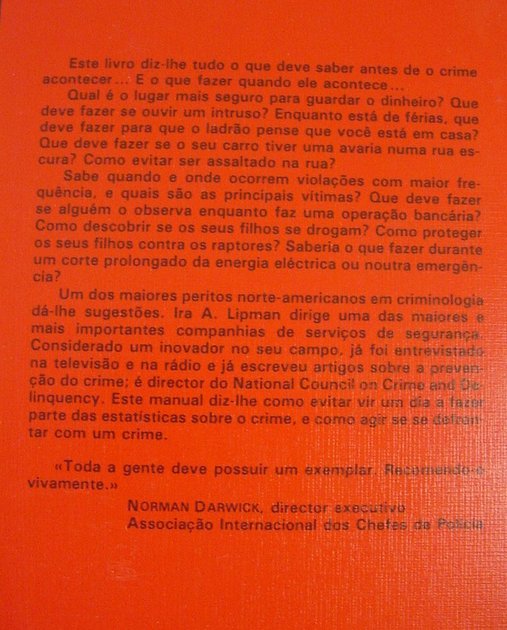 Este livro diz-lhe tudo o que deve saber antes de o crime
acontecer... E o que fazer quando ele acontece...
Qual é o lugar mais seguro para guardar o dinheiro? Que
deve fazer se ouvir um intruso? Enquanto está de férias, que
deve fazer para que o ladrão pense que você está em casa?
Que deve fazer se o seu carro tiver uma avaria numa rua es-
cura? Como evitar ser assaltado na rua?
Sabe quando e onde ocorrem violações com maior fre-
quência, e quais são as principais vítimas? Que deve fazer
se alguém o observa enquanto faz uma operação bancária?
Como descobrir se os seus filhos se drogam? Como proteger
os seus filhos contra os raptores? Saberia o que fazer durante
um corte prolongado da energia eléctrica ou noutra emergên-
cia?
Um dos maiores peritos norte-americanos em criminologia
dá-lhe sugestões. Ira A. Lipman dirige uma das maiores e
mais importantes companhias de serviços de segurança.
Considerado um inovador no seu campo, já foi entrevistado
na televisão e na rádio e já escreveu artigos sobre a preven-
ção do crime; é director do National Council on Crime and De-
linquency. Este manual diz-lhe como evitar vir um dia a fazer
parte das estatísticas sobre o crime, e como agir se se defron-
tar com um crime.
«Toda a gente deve possuir um exemplar. Recomendo-o
vivamente.»
NORMAN DARWICK, director executivo
Associação Internacional dos Chefes da Polícia